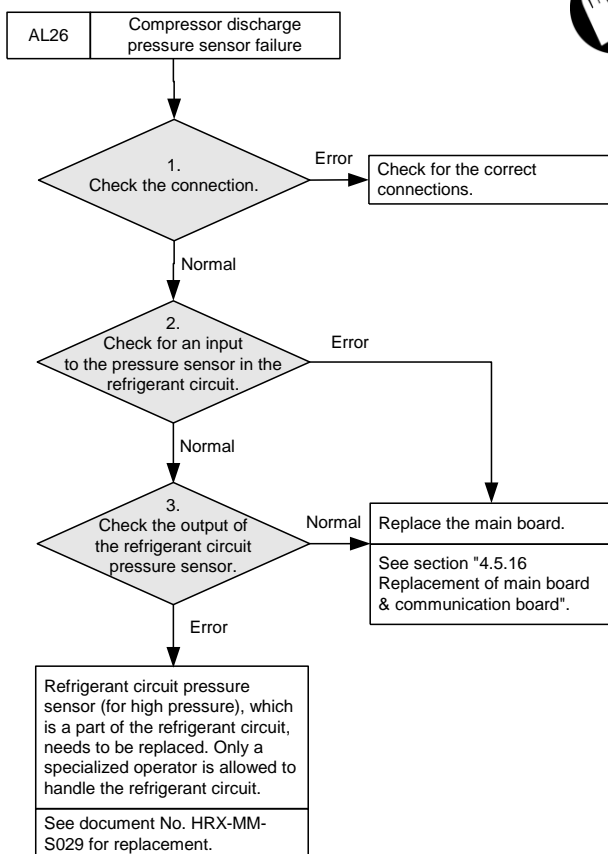 AL26
Compressor discharge
pressure sensor failure
1.
Check the connection.
Error
Check for the correct
connections.
Normal
2.
Check for an input
to the pressure sensor in the
refrigerant circuit.
Error
Normal
3.
Check the output of
the refrigerant circuit
pressure sensor.
Normal
Replace the main board.
See section "4.5.16
Replacement of main board
& communication board".
Error
Refrigerant circuit pressure
sensor (for high pressure), which
is a part of the refrigerant circuit,
needs to be replaced. Only a
specialized operator is allowed to
handle the refrigerant circuit.
See document No. HRX-MM-
S029 for replacement.